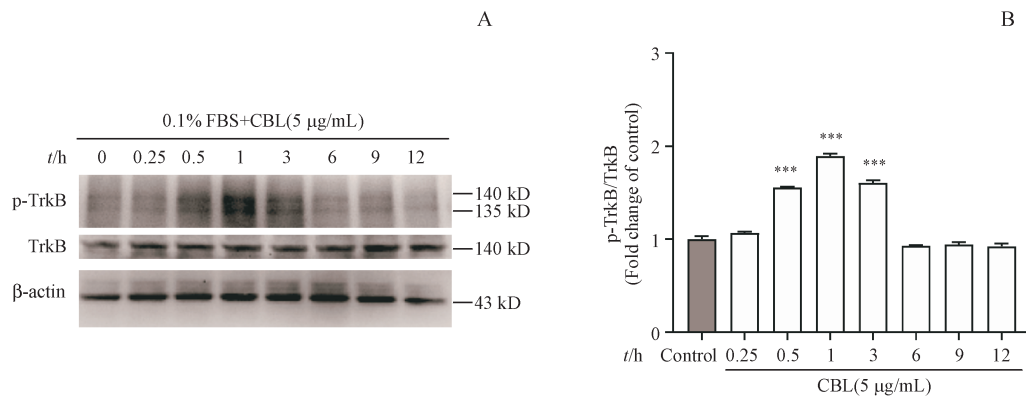 A
0.1% FBS+CBL(5 μg/mL)
t/h 0 0.25 0.5 1 3 6 9 12
p-TrkB
140 kD
135 kD
TrkB
140 kD
β-actin
43 kD
B
p-TrkB/TrkB
(Fold change of control)
3
2
1
0
***
***
***
t/h Control 0.25 0.5 1 3 6 9 12
CBL(5 μg/mL)